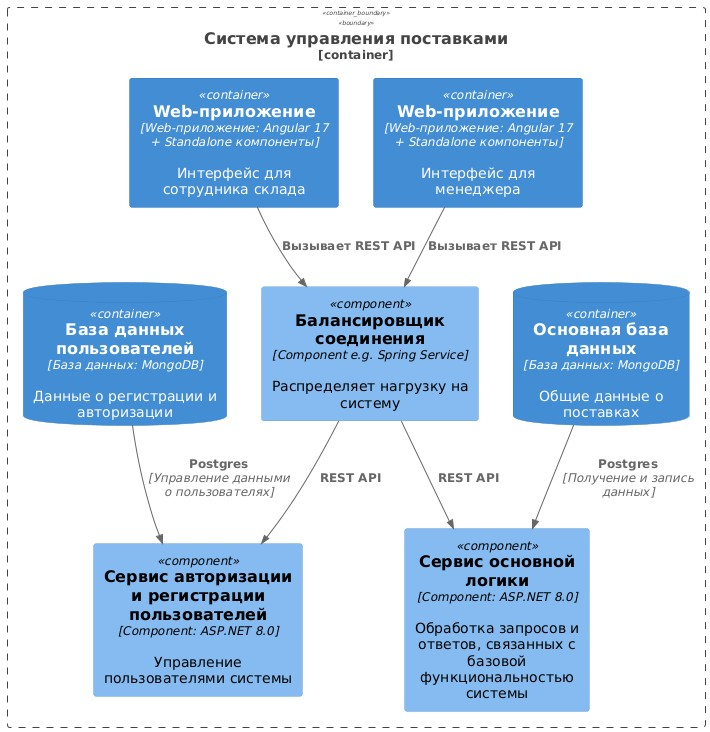 «container_boundary»
«boundary»
Система управления поставками
[container]
«container»
Web-приложение
[Web-приложение: Angular 17
+ Standalone компоненты]
Интерфейс для
сотрудника склада
«container»
Web-приложение
[Web-приложение: Angular 17
+ Standalone компоненты]
Интерфейс для
менеджера
Вызывает REST API
Вызывает REST API
«container»
База данных
пользователей
[База данных: MongoDB]
Данные о регистрации и
авторизации
«component»
Балансировщик
соединения
[Component e.g. Spring Service]
Распределяет нагрузку на
систему
«container»
Основная база
данных
[База данных: MongoDB]
Общие данные о
поставках
Postgres
[Управление данными
о пользователях]
REST API
REST API
Postgres
[Получение и запись
данных]
«component»
Сервис авторизации
и регистрации
пользователей
[Component: ASP.NET 8.0]
Управление
пользователями системы
«component»
Сервис основной
логики
[Component: ASP.NET 8.0]
Обработка запросов и
ответов, связанных с
базовой
функциональностью
системы